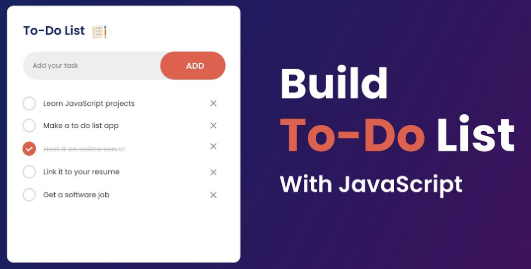 To-Do List
Add your task
ADD
Learn JavaScript projects
Make a to do list app
Host it on online server
Link it to your resume
Get a software job
Build
To-Do List
With JavaScript